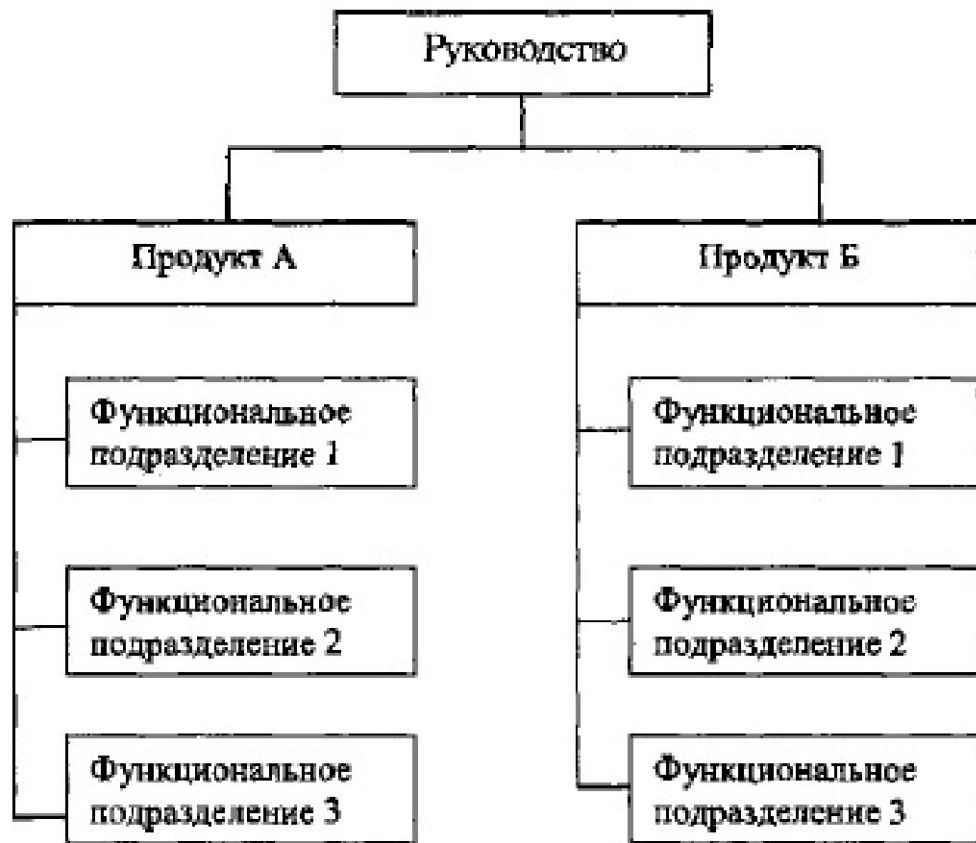 Руководство
Продукт А
Продукт Б
Функциональное
подразделение 1
Функциональное
подразделение 1
Функциональное
подразделение 2
Функциональное
подразделение 2
Функциональное
подразделение 3
Функциональное
подразделение 3